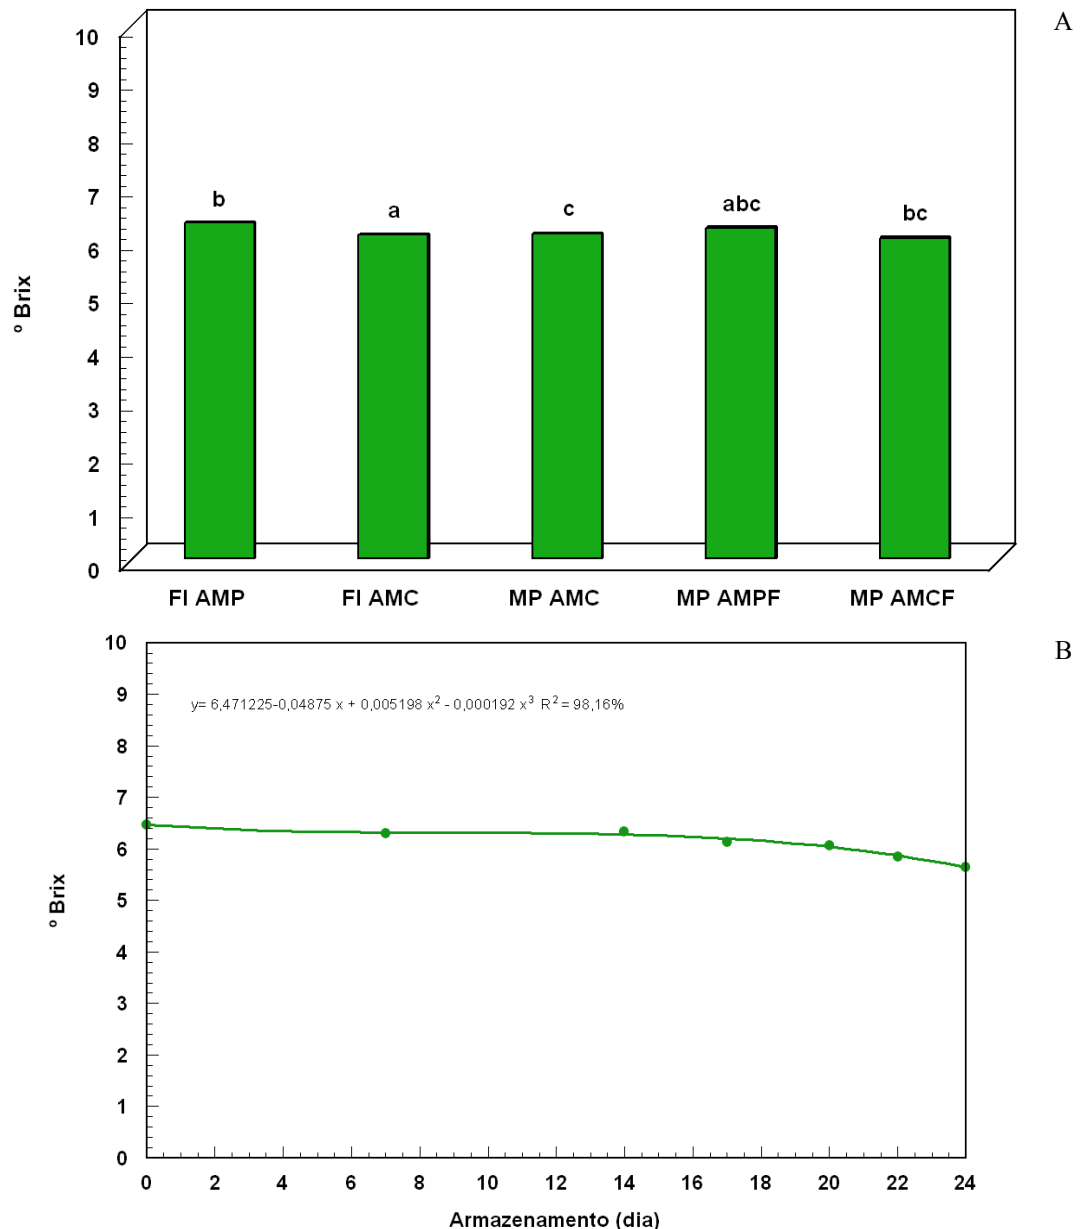 A
10
9
8
7
6
5
4
3
2
1
0
º Brix
b
a
c
abc
bc
FI AMP FI AMC MP AMC MP AMPF MP AMCF
B
10
9
8
7
6
5
4
3
2
1
0
º Brix
y= 6,471225-0,04875 x + 0,005198 x² - 0,000192 x³ R² = 98,16%
0 2 4 6 8 10 12 14 16 18 20 22 24
Armazenamento (dia)